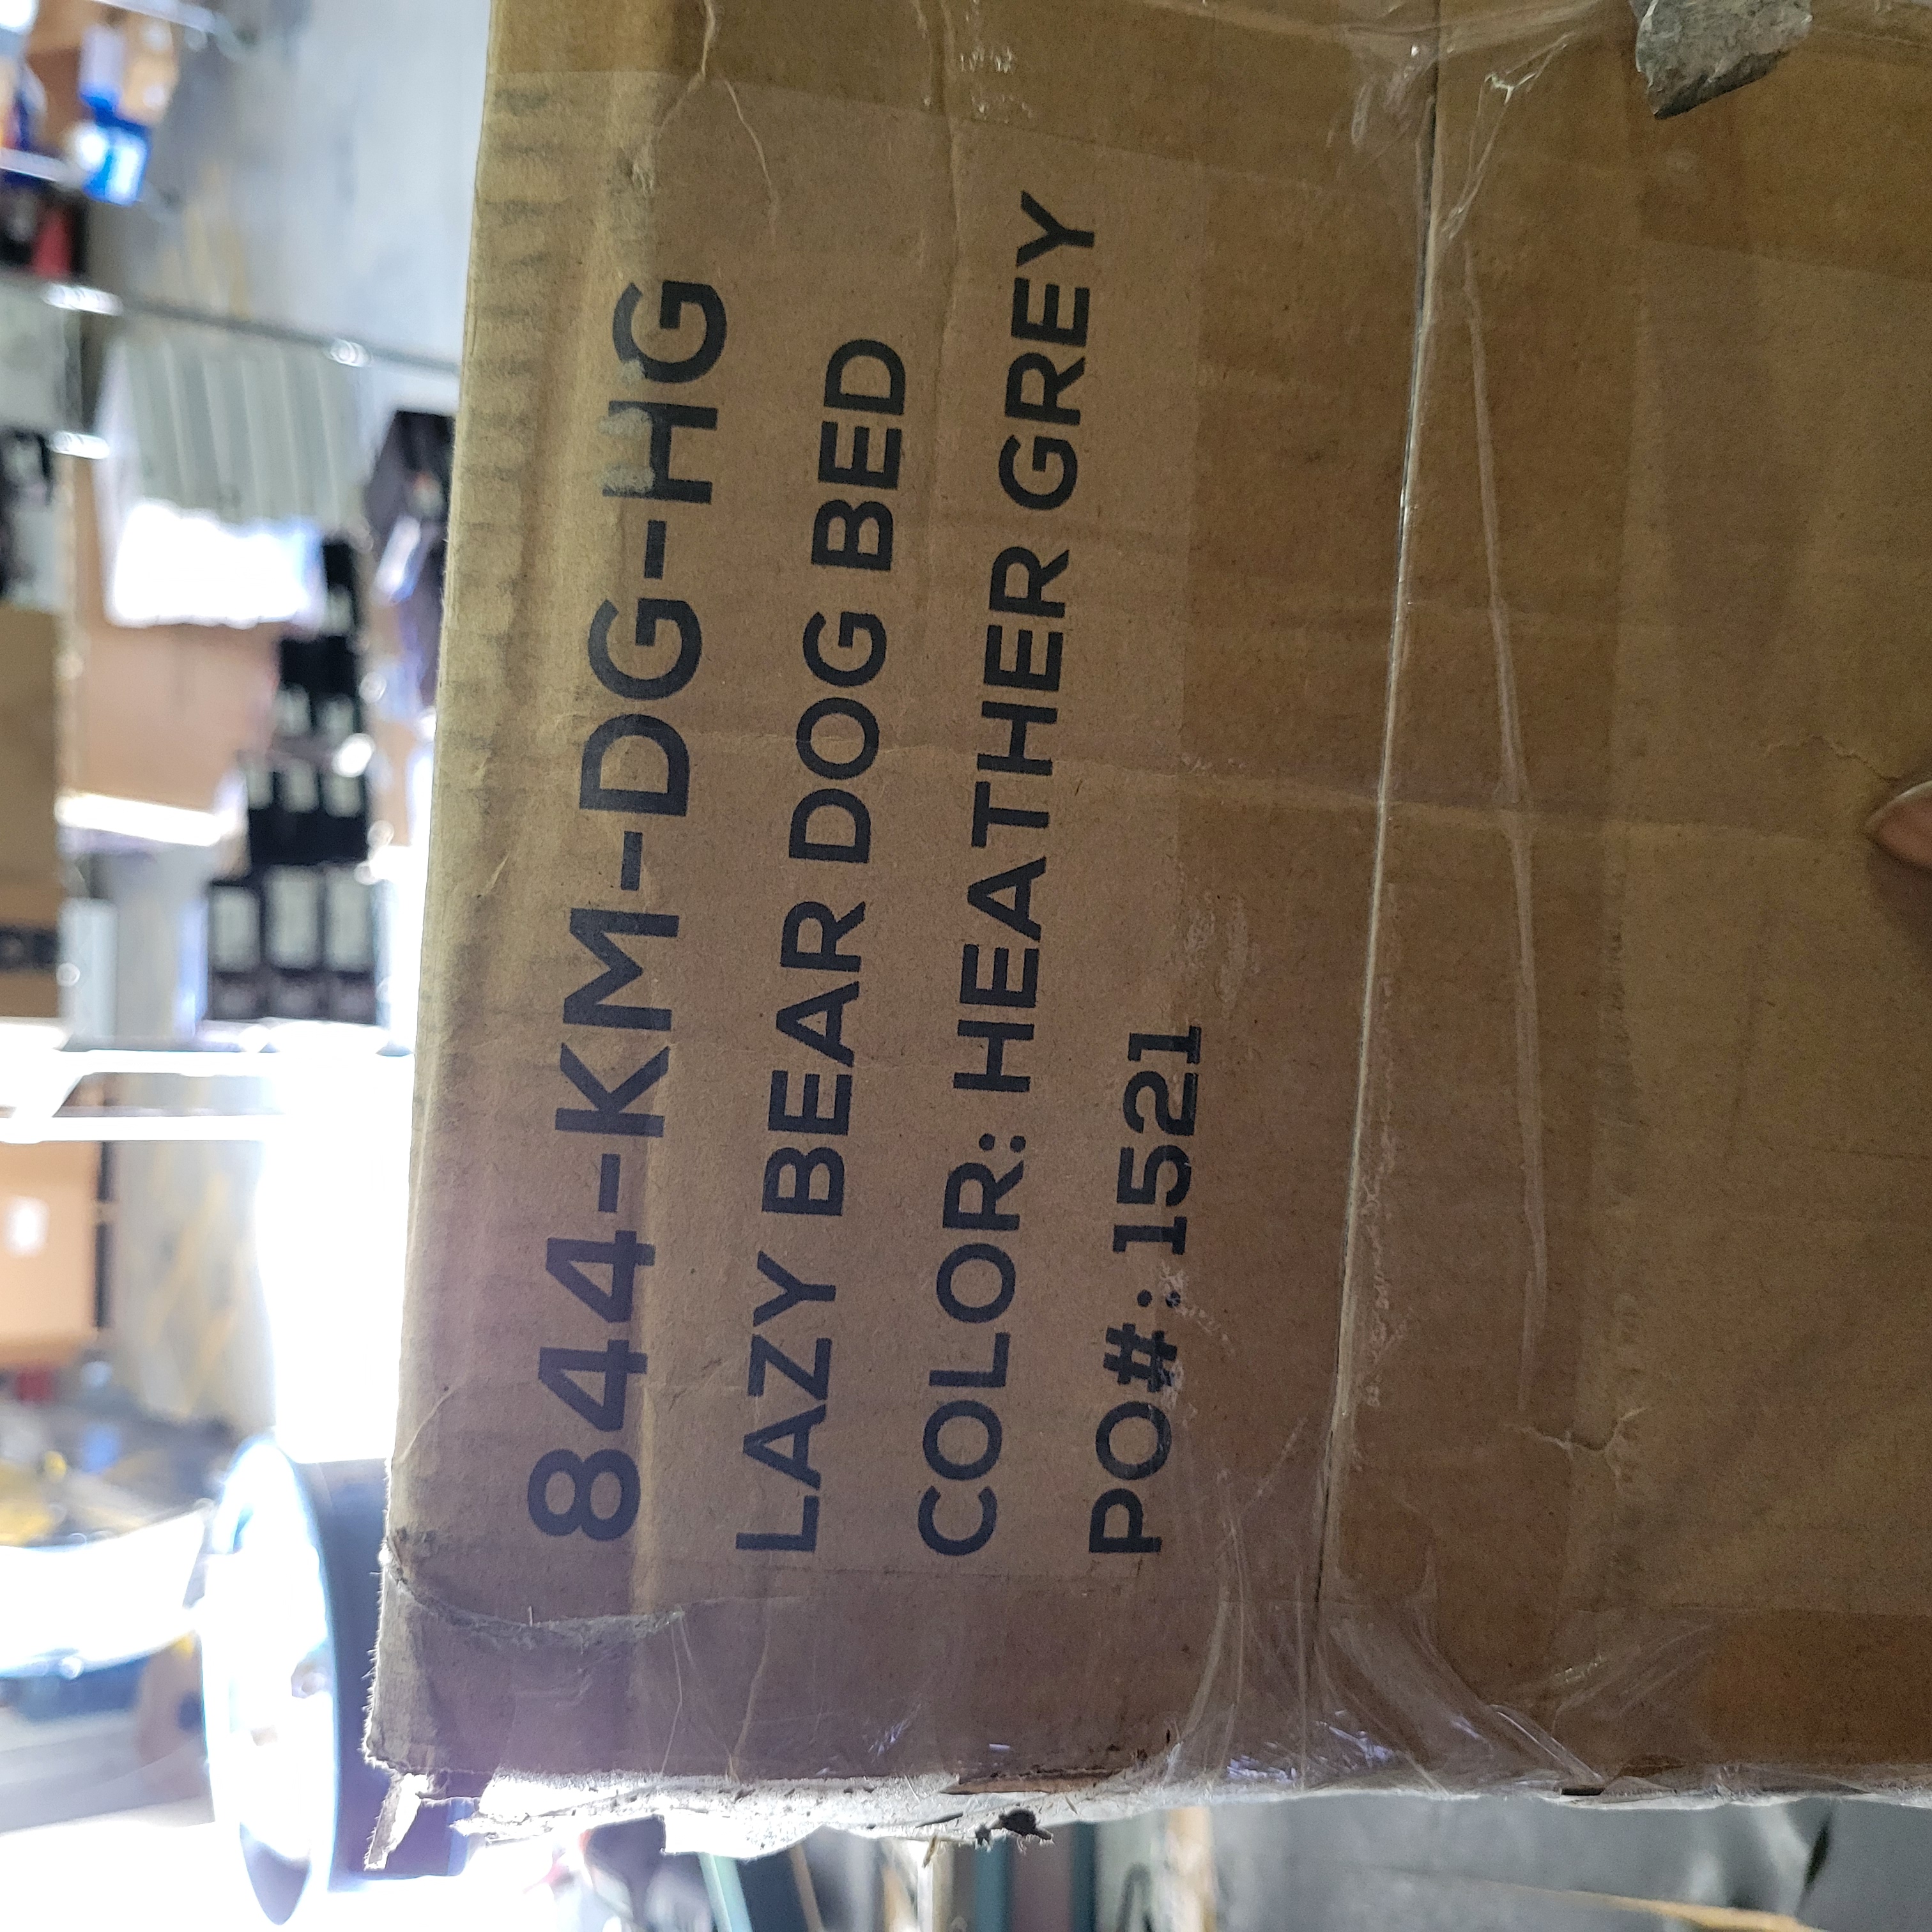 844-KM-DG-HG
LAZY BEAR DOG BED
COLOR: HEATHER GREY
PO#: 1521